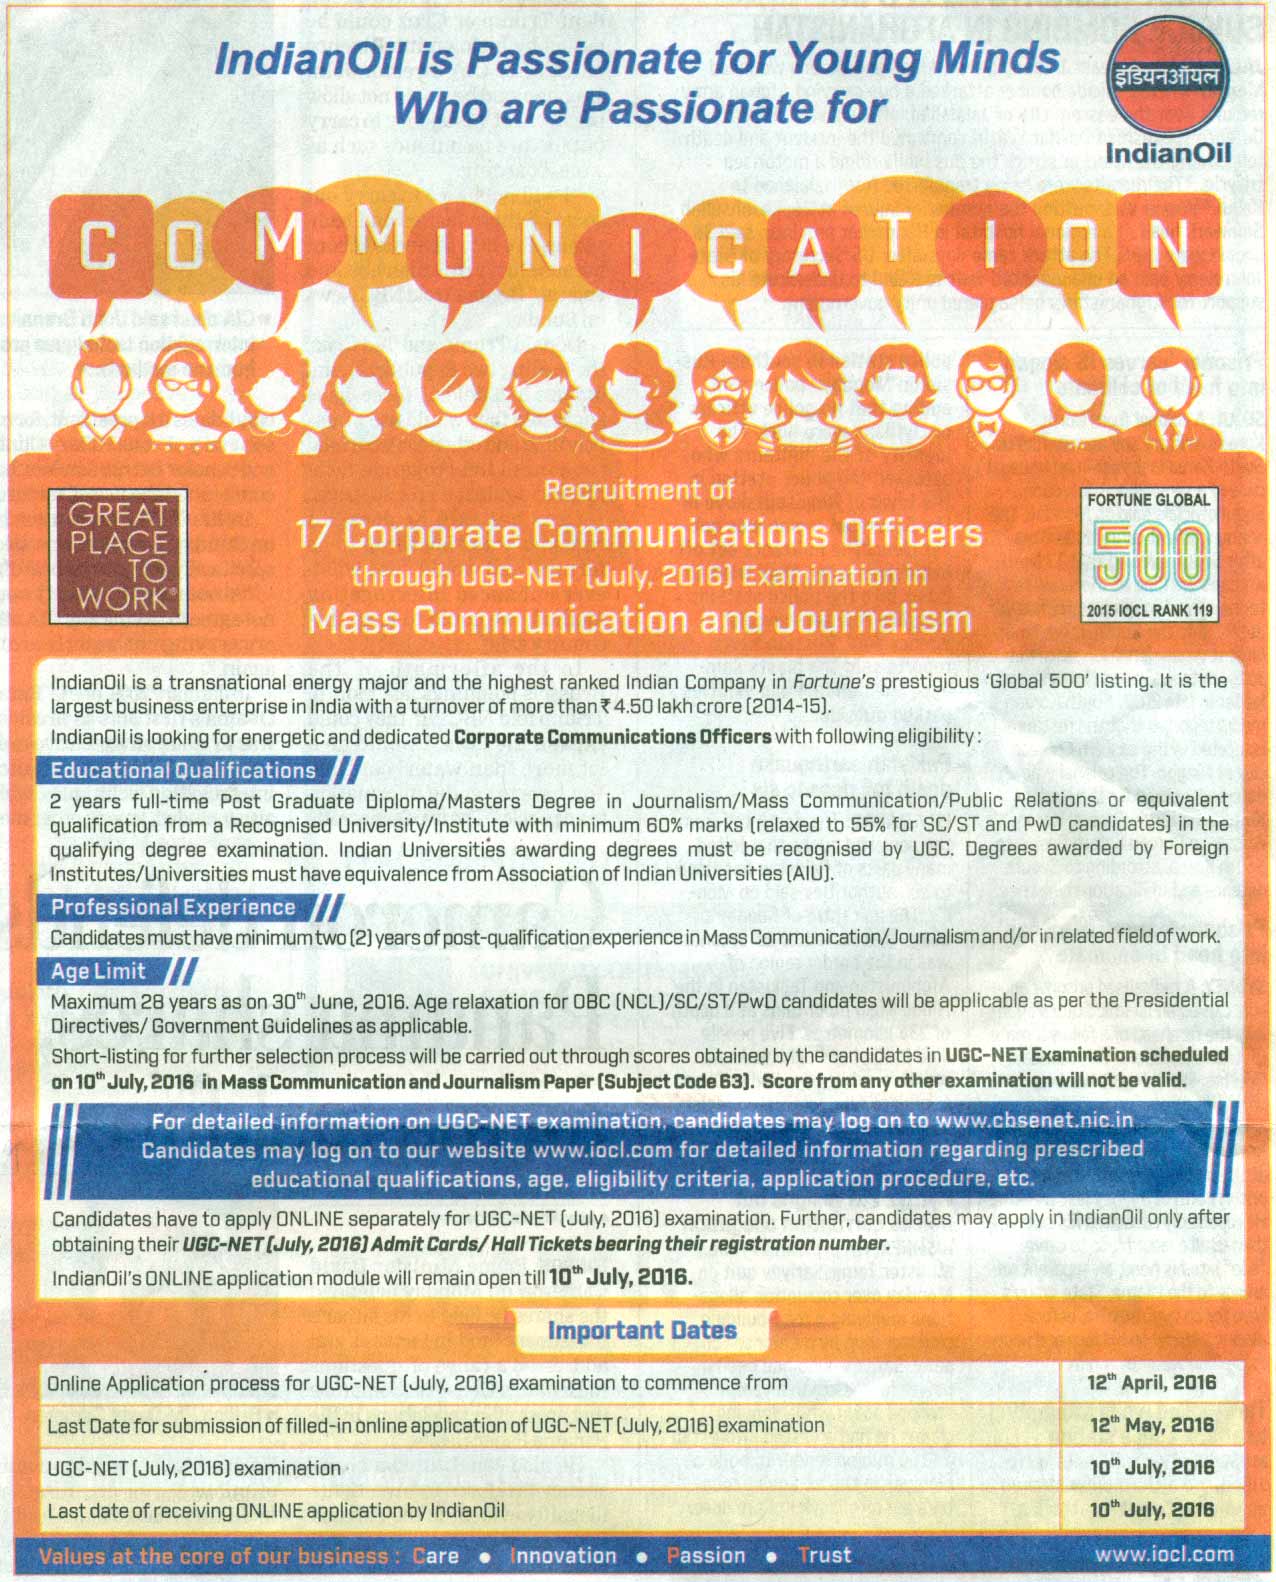 IndianOil is Passionate for Young Minds
Who are Passionate for
इंडियनऑयल
IndianOil
COMMUNICATION
GREAT
PLACE
TO
WORK®
Recruitment of
17 Corporate Communications Officers
through UGC-NET (July, 2016) Examination in
Mass Communication and Journalism
FORTUNE GLOBAL
500
2015 IOCL RANK 119
IndianOil is a transnational energy major and the highest ranked Indian Company in Fortune's prestigious 'Global 500' listing. It is the
largest business enterprise in India with a turnover of more than ₹ 4.50 lakh crore (2014-15).
IndianOil is looking for energetic and dedicated Corporate Communications Officers with following eligibility:
Educational Qualifications
2 years full-time Post Graduate Diploma/Masters Degree in Journalism/Mass Communication/Public Relations or equivalent
qualification from a Recognised University/Institute with minimum 60% marks (relaxed to 55% for SC/ST and PwD candidates) in the
qualifying degree examination. Indian Universities awarding degrees must be recognised by UGC. Degrees awarded by Foreign
Institutes/Universities must have equivalence from Association of Indian Universities (AIU).
Professional Experience
Candidates must have minimum two (2) years of post-qualification experience in Mass Communication/Journalism and/or in related field of work.
Age Limit
Maximum 28 years as on 30th June, 2016. Age relaxation for OBC (NCL)/SC/ST/PwD candidates will be applicable as per the Presidential
Directives/ Government Guidelines as applicable.
Short-listing for further selection process will be carried out through scores obtained by the candidates in UGC-NET Examination scheduled
on 10th July, 2016 in Mass Communication and Journalism Paper (Subject Code 63). Score from any other examination will not be valid.
For detailed information on UGC-NET examination, candidates may log on to www.cbsenet.nic.in
Candidates may log on to our website www.iocl.com for detailed information regarding prescribed
educational qualifications, age, eligibility criteria, application procedure, etc.
Candidates have to apply ONLINE separately for UGC-NET (July, 2016) examination. Further, candidates may apply in IndianOil only after
obtaining their UGC-NET (July, 2016) Admit Cards/ Hall Tickets bearing their registration number.
IndianOil's ONLINE application module will remain open till 10th July, 2016.
Important Dates
Online Application process for UGC-NET (July, 2016) examination to commence from 12th April, 2016
Last Date for submission of filled-in online application of UGC-NET (July, 2016) examination 12th May, 2016
UGC-NET (July, 2016) examination 10th July, 2016
Last date of receiving ONLINE application by IndianOil 10th July, 2016
Values at the core of our business : Care • Innovation • Passion • Trust www.iocl.com